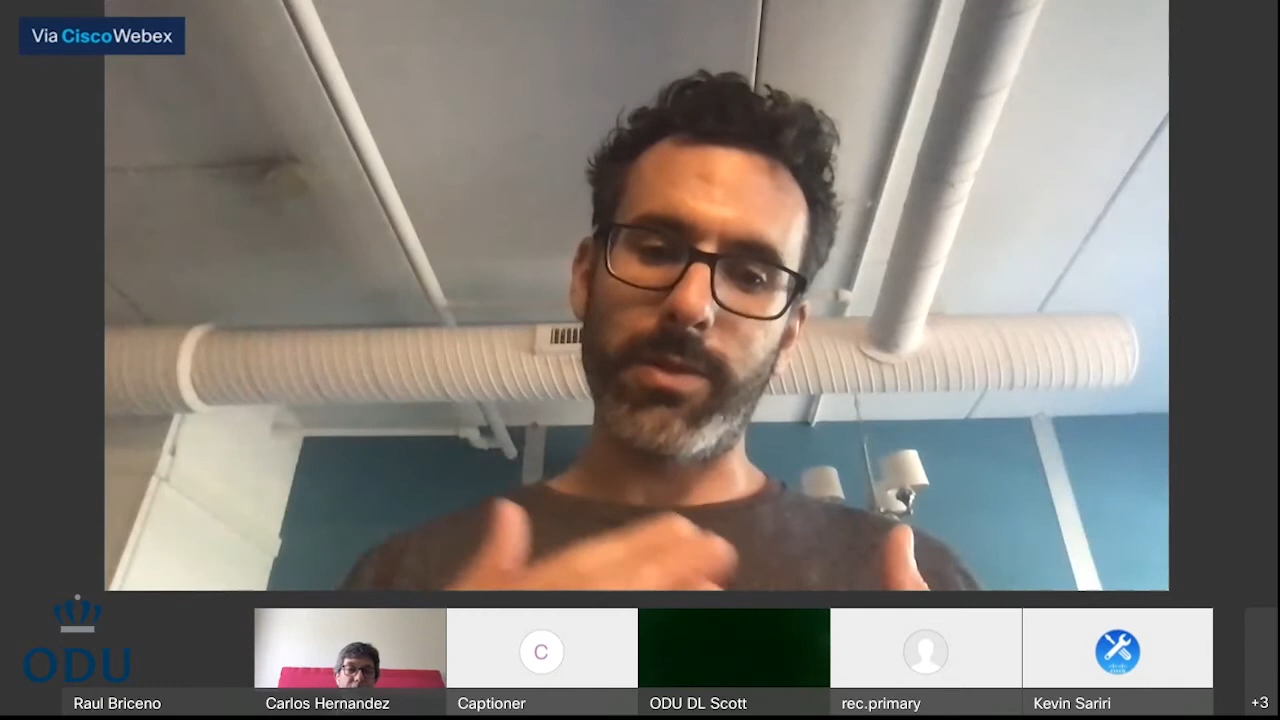 Via CiscoWebex
ODU
C
Raul Briceno
Carlos Hernandez
Captioner
ODU DL Scott
rec.primary
Kevin Sariri
+3